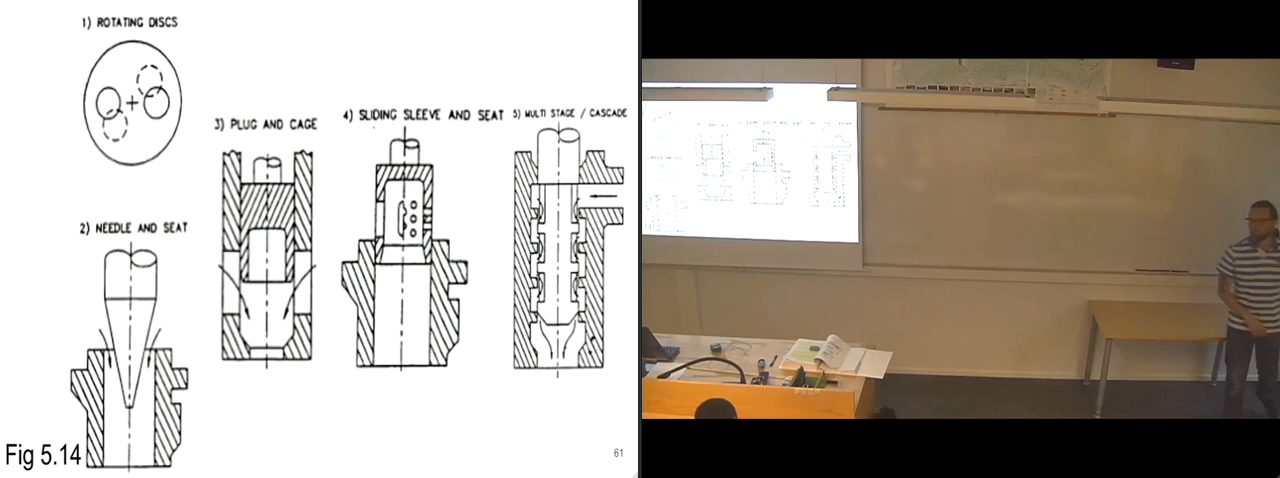 1) ROTATING DISCS
2) NEEDLE AND SEAT
3) PLUG AND CAGE
4) SLIDING SLEEVE AND SEAT
5) MULTI STAGE / CASCADE
Fig 5.14
61